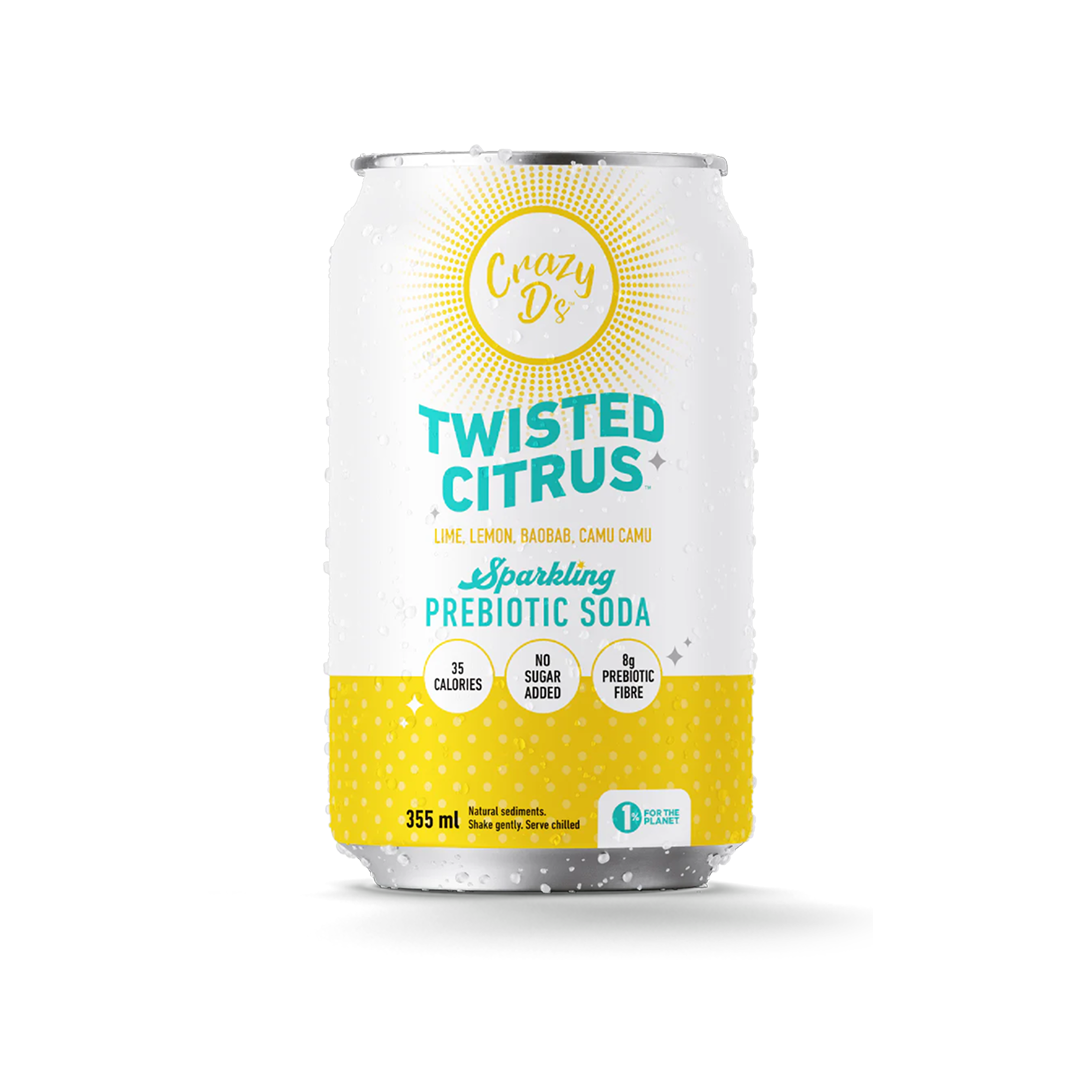 Crazy
D's™
TWISTED
CITRUS™
LIME, LEMON, BAOBAB, CAMU CAMU
Sparkling
PREBIOTIC SODA
35
CALORIES
NO
SUGAR
ADDED
8g
PREBIOTIC
FIBRE
355 ml
Natural sediments.
Shake gently. Serve chilled
1%
FOR THE
PLANET